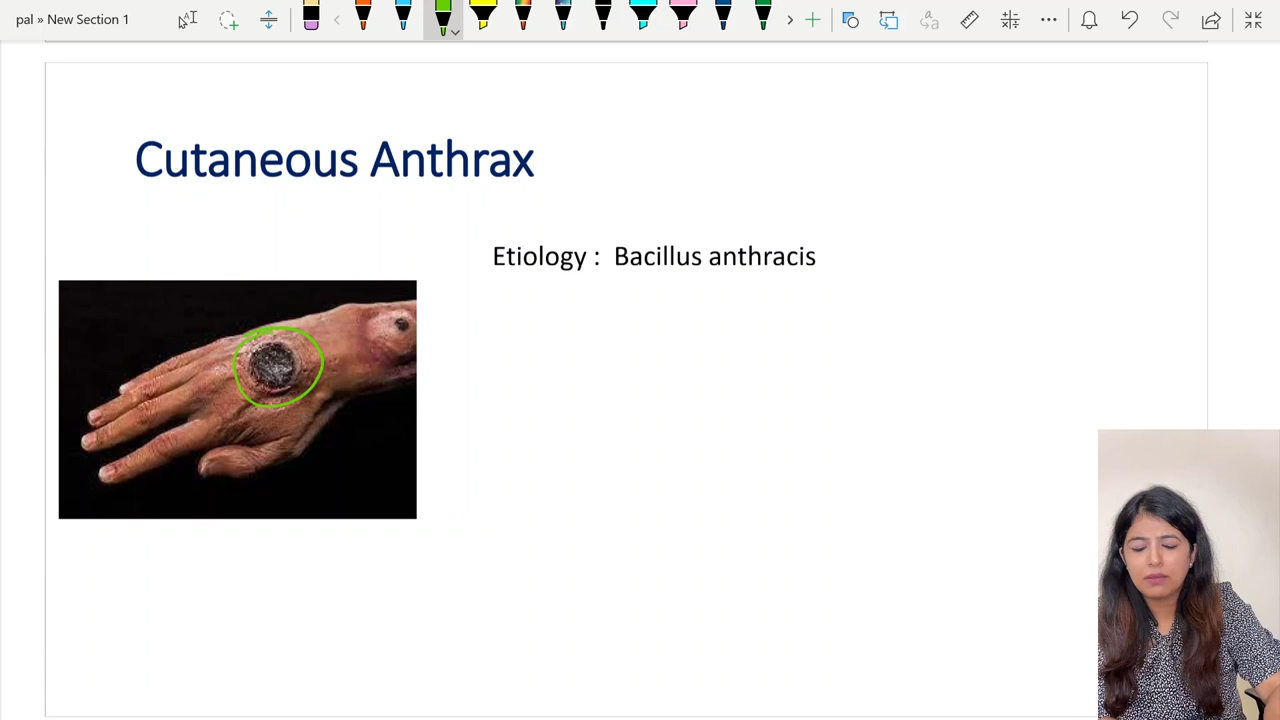 pal » New Section 1
Cutaneous Anthrax
Etiology : Bacillus anthracis